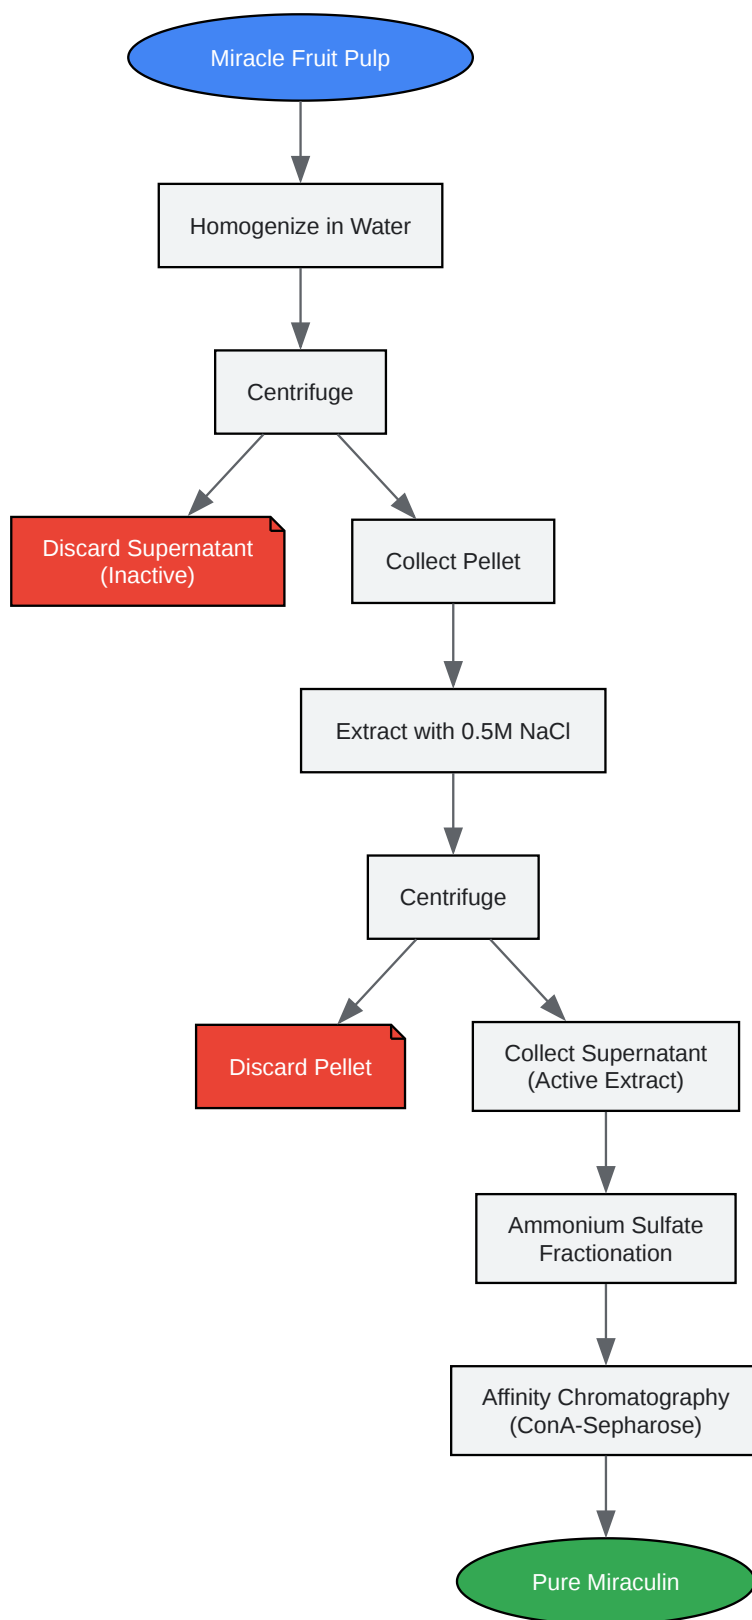 Miracle Fruit Pulp
Homogenize in Water
Centrifuge
Discard Supernatant
(Inactive)
Collect Pellet
Extract with 0.5M NaCl
Centrifuge
Discard Pellet
Collect Supernatant
(Active Extract)
Ammonium Sulfate
Fractionation
Affinity Chromatography
(ConA-Sepharose)
Pure Miraculin